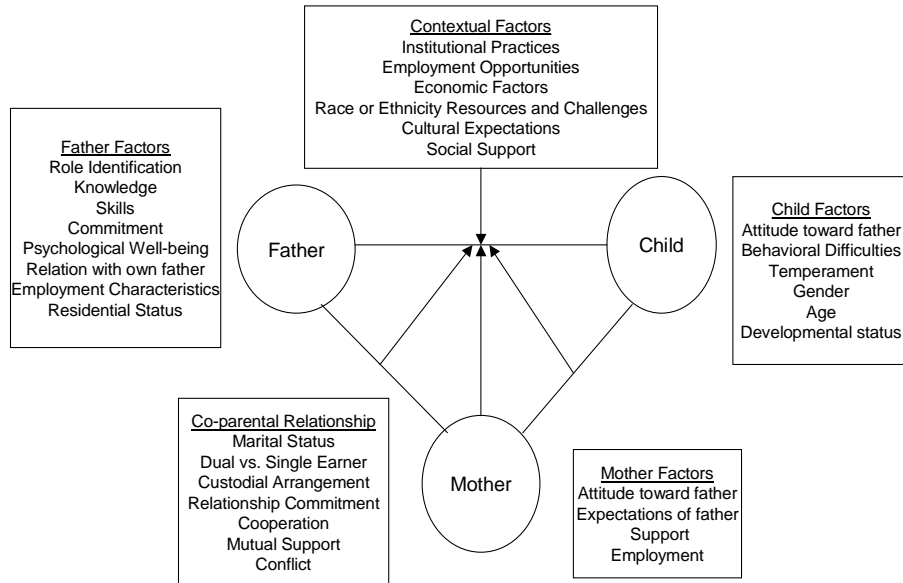 Contextual Factors
Institutional Practices
Employment Opportunities
Economic Factors
Race or Ethnicity Resources and Challenges
Cultural Expectations
Social Support
Father Factors
Role Identification
Knowledge
Skills
Commitment
Psychological Well-being
Relation with own father
Employment Characteristics
Residential Status
Father
Child
Child Factors
Attitude toward father
Behavioral Difficulties
Temperament
Gender
Age
Developmental status
Co-parental Relationship
Marital Status
Dual vs. Single Earner
Custodial Arrangement
Relationship Commitment
Cooperation
Mutual Support
Conflict
Mother
Mother Factors
Attitude toward father
Expectations of father
Support
Employment